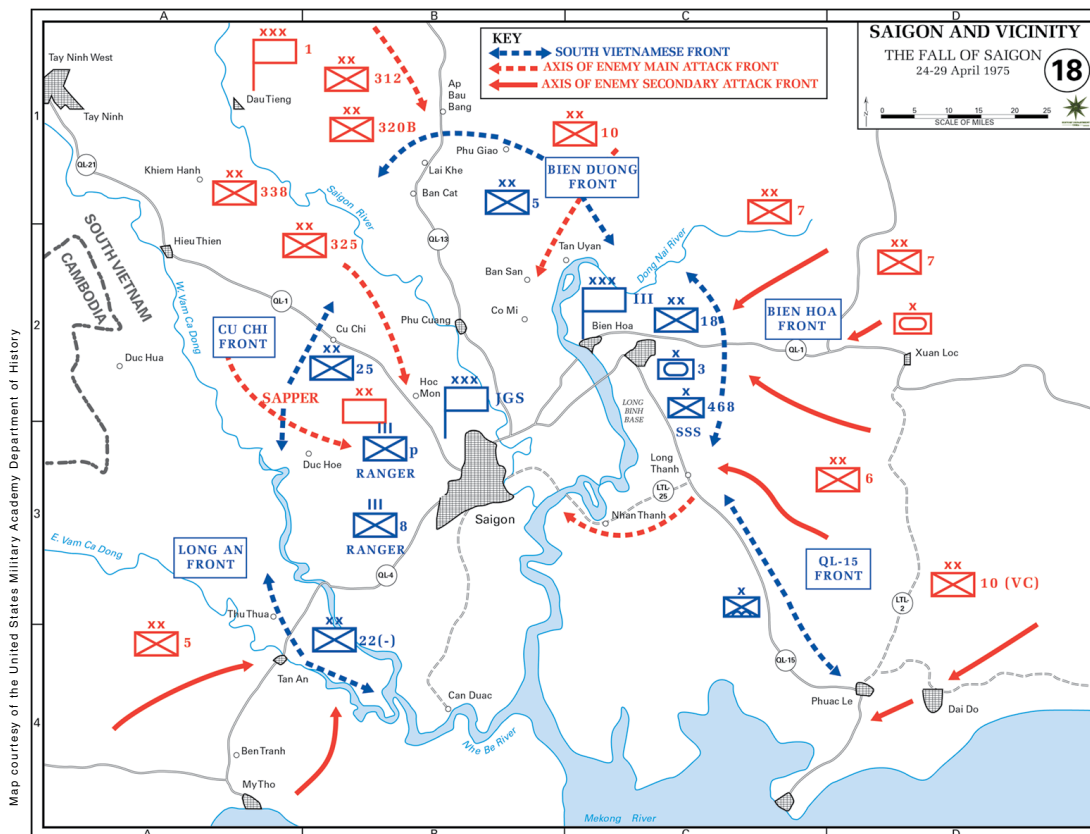 A
B
C
D
SAIGON AND VICINITY
THE FALL OF SAIGON
24-29 April 1975
18
0 5 10 15 20 25
SCALE OF MILES
KEY
SOUTH VIETNAMESE FRONT
AXIS OF ENEMY MAIN ATTACK FRONT
AXIS OF ENEMY SECONDARY ATTACK FRONT
1
2
3
4
Tay Ninh West
Tay Ninh
QL-21
Khiem Hanh
Hieu Thien
Dau Tieng
xxx
1
xx
312
xx
320B
xx
338
xx
325
Ap
Bau
Bang
Phu Giao
Lai Khe
Ban Cat
Saigon River
QL-13
xx
5
xx
10
BIEN DUONG
FRONT
Tan Uyan
Ban San
Co Mi
Dong Nai River
xx
7
xx
7
SOUTH VIETNAM
CAMBODIA
W. Vam Ca Dong
Duc Hua
QL-1
CU CHI
FRONT
Cu Chi
xx
25
Phu Cuang
xxx
III
Bien Hoa
xx
18
BIEN HOA
FRONT
x
QL-1
Xuan Loc
x
3
x
468
SSS
LONG
BINH
BASE
Hoc
Mon
xxx
JGS
SAPPER
xx
III
p
RANGER
Duc Hoe
III
8
RANGER
Saigon
Long
Thanh
LTL-
25
Nhan Thanh
xx
6
QL-15
FRONT
xx
10 (VC)
LTL-
2
E. Vam Ca Dong
LONG AN
FRONT
QL-4
Thu Thua
xx
22(-)
xx
5
Tan An
x
QL-15
Phuac Le
Dai Do
Can Duac
Nhe Be River
Ben Tranh
My Tho
Mekong River
A
B
C
D
Map courtesy of the United States Military Academy Department of History